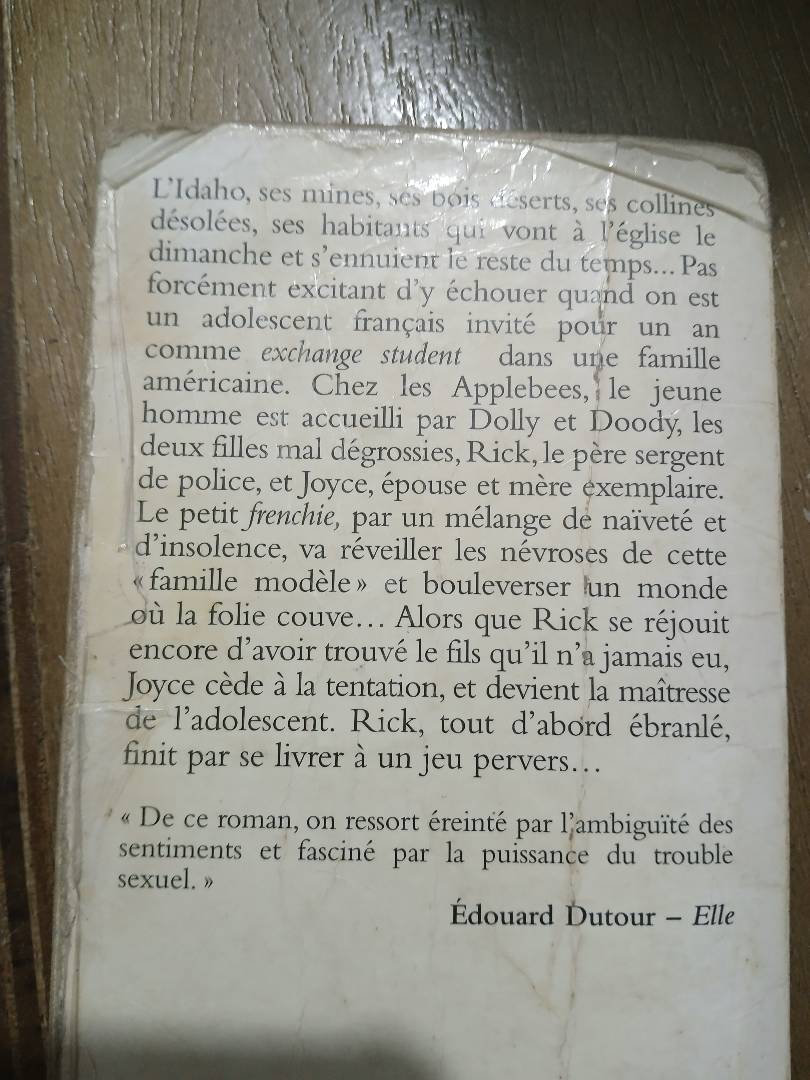 L'Idaho, ses mines, ses bois déserts, ses collines
désolées, ses habitants qui vont à l'église le
dimanche et s'ennuient le reste du temps... Pas
forcément excitant d'y échouer quand on est
un adolescent français invité pour un an
comme exchange student dans une famille
américaine. Chez les Applebees, le jeune
homme est accueilli par Dolly et Doody, les
deux filles mal dégrossies, Rick, le père sergent
de police, et Joyce, épouse et mère exemplaire.
Le petit frenchie, par un mélange de naïveté et
d'insolence, va réveiller les névroses de cette
« famille modèle » et bouleverser un monde
où la folie couve... Alors que Rick se réjouit
encore d'avoir trouvé le fils qu'il n'a jamais eu,
Joyce cède à la tentation, et devient la maîtresse
de l'adolescent. Rick, tout d'abord ébranlé,
finit par se livrer à un jeu pervers...
« De ce roman, on ressort éreinté par l'ambiguïté des
sentiments et fasciné par la puissance du trouble
sexuel. »
Édouard Dutour – Elle